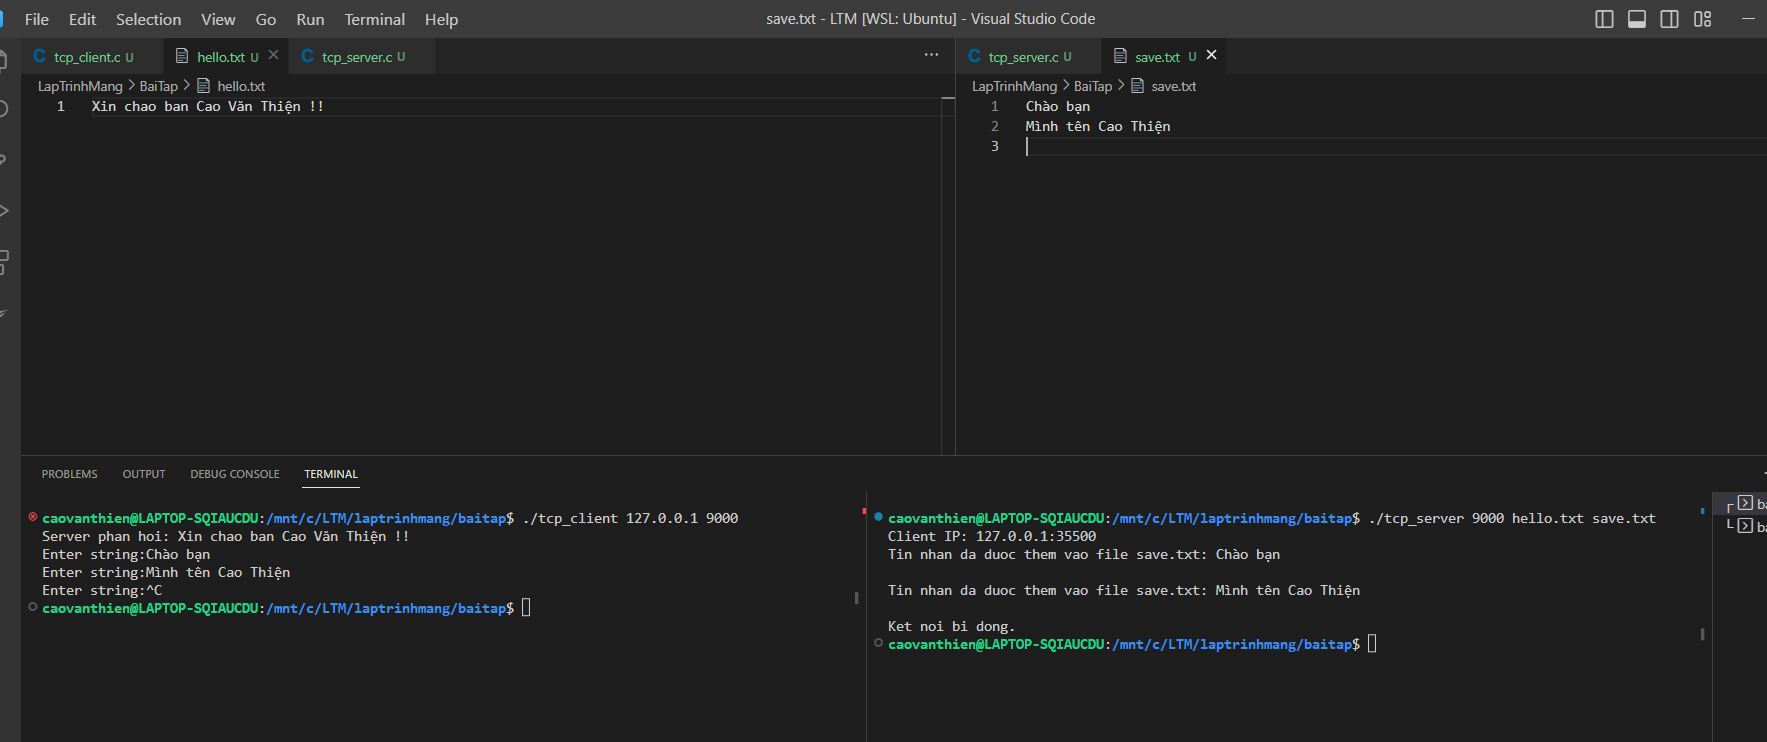 File Edit Selection View Go Run Terminal Help
save.txt - LTM [WSL: Ubuntu] - Visual Studio Code
C tcp_client.c U
hello.txt U
C tcp_server.c U
LapTrinhMang > BaiTap > hello.txt
1 Xin chao ban Cao Văn Thiện !!
C tcp_server.c U
save.txt U
LapTrinhMang > BaiTap > save.txt
1 Chào bạn
2 Mình tên Cao Thiện
3
PROBLEMS OUTPUT DEBUG CONSOLE TERMINAL
caovanthien@LAPTOP-SQIAUCDU:/mnt/c/LTM/laptrinhmang/baitap$ ./tcp_client 127.0.0.1 9000
Server phan hoi: Xin chao ban Cao Văn Thiện !!
Enter string:Chào bạn
Enter string:Mình tên Cao Thiện
Enter string:^C
caovanthien@LAPTOP-SQIAUCDU:/mnt/c/LTM/laptrinhmang/baitap$
caovanthien@LAPTOP-SQIAUCDU:/mnt/c/LTM/laptrinhmang/baitap$ ./tcp_server 9000 hello.txt save.txt
Client IP: 127.0.0.1:35500
Tin nhan da duoc them vao file save.txt: Chào bạn
Tin nhan da duoc them vao file save.txt: Mình tên Cao Thiện
Ket noi bi dong.
caovanthien@LAPTOP-SQIAUCDU:/mnt/c/LTM/laptrinhmang/baitap$